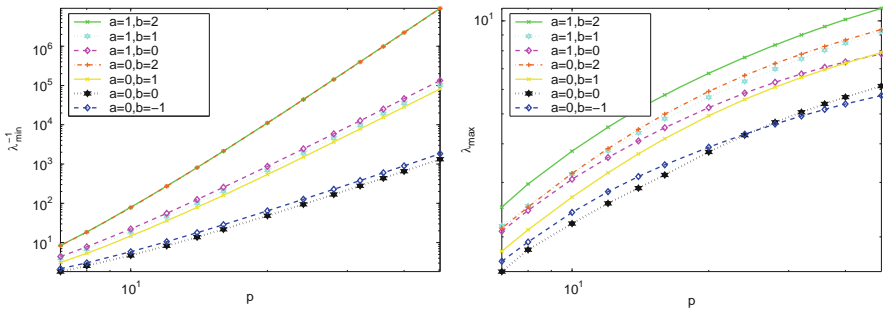 a=1,b=2
a=1,b=1
a=1,b=0
a=0,b=2
a=0,b=1
a=0,b=0
a=0,b=−1
10^6
10^5
10^4
10^3
10^2
10^1
λ_min^−1
10^1
p
a=1,b=2
a=1,b=1
a=1,b=0
a=0,b=2
a=0,b=1
a=0,b=0
a=0,b=−1
10^1
λ_max
10^1
p